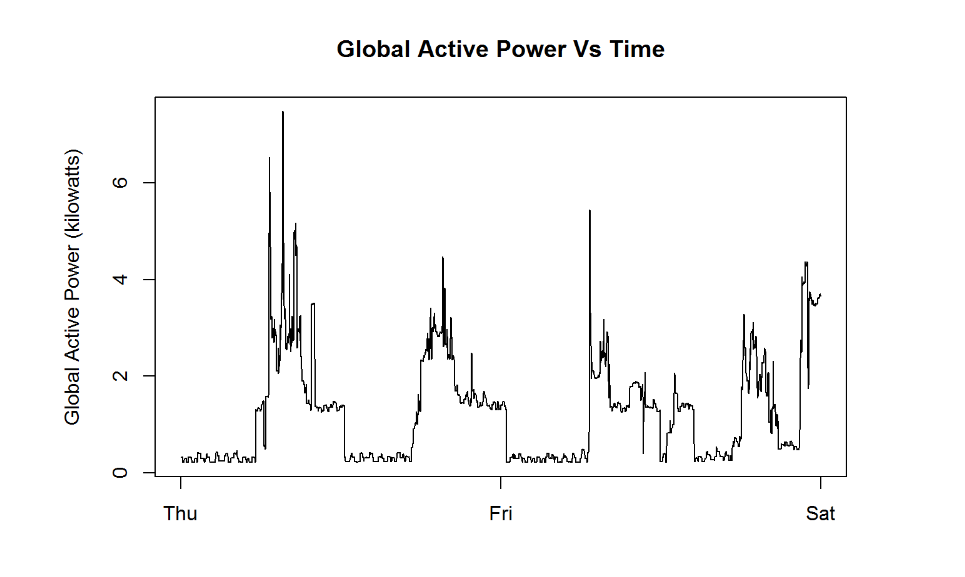 Global Active Power Vs Time
Global Active Power (kilowatts)
6
4
2
0
Thu
Fri
Sat